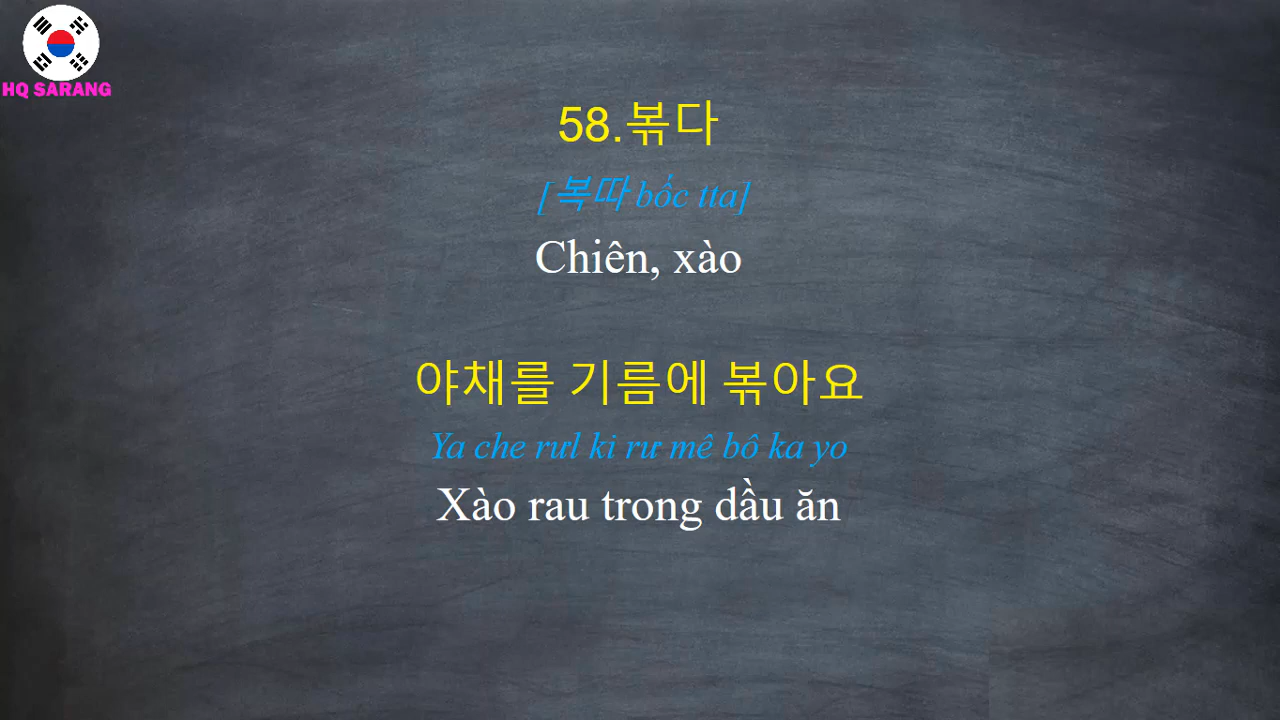 HQ SARANG
58.볶다
[복따 bốc tta]
Chiên, xào
야채를 기름에 볶아요
Ya che rưl ki rư mê bô ka yo
Xào rau trong dầu ăn